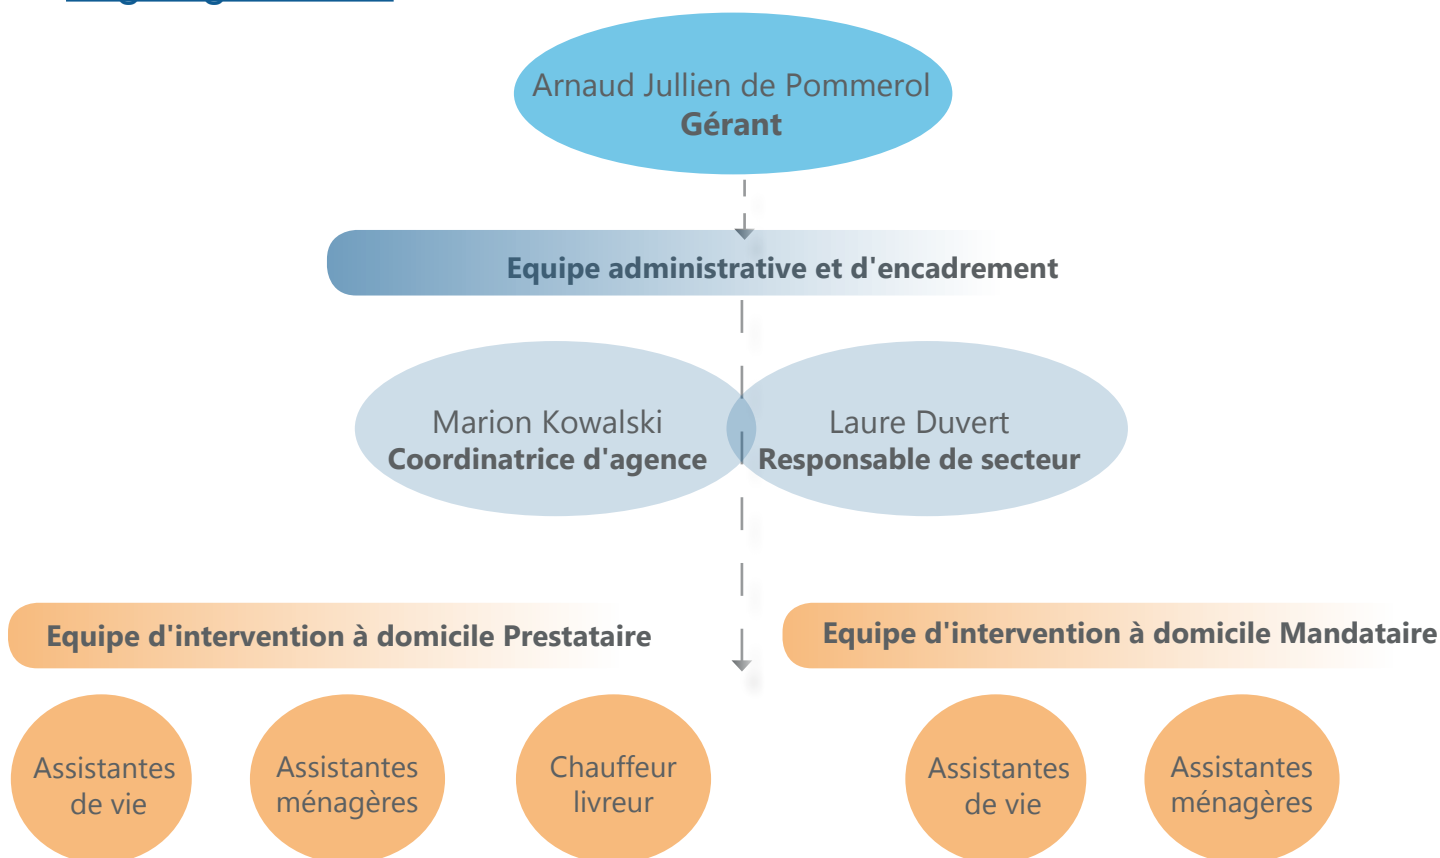 Arnaud Jullien de Pommerol
Gérant
Equipe administrative et d'encadrement
Marion Kowalski
Coordinatrice d'agence
Laure Duvert
Responsable de secteur
Equipe d'intervention à domicile Prestataire
Equipe d'intervention à domicile Mandataire
Assistantes
de vie
Assistantes
ménagères
Chauffeur
livreur
Assistantes
de vie
Assistantes
ménagères